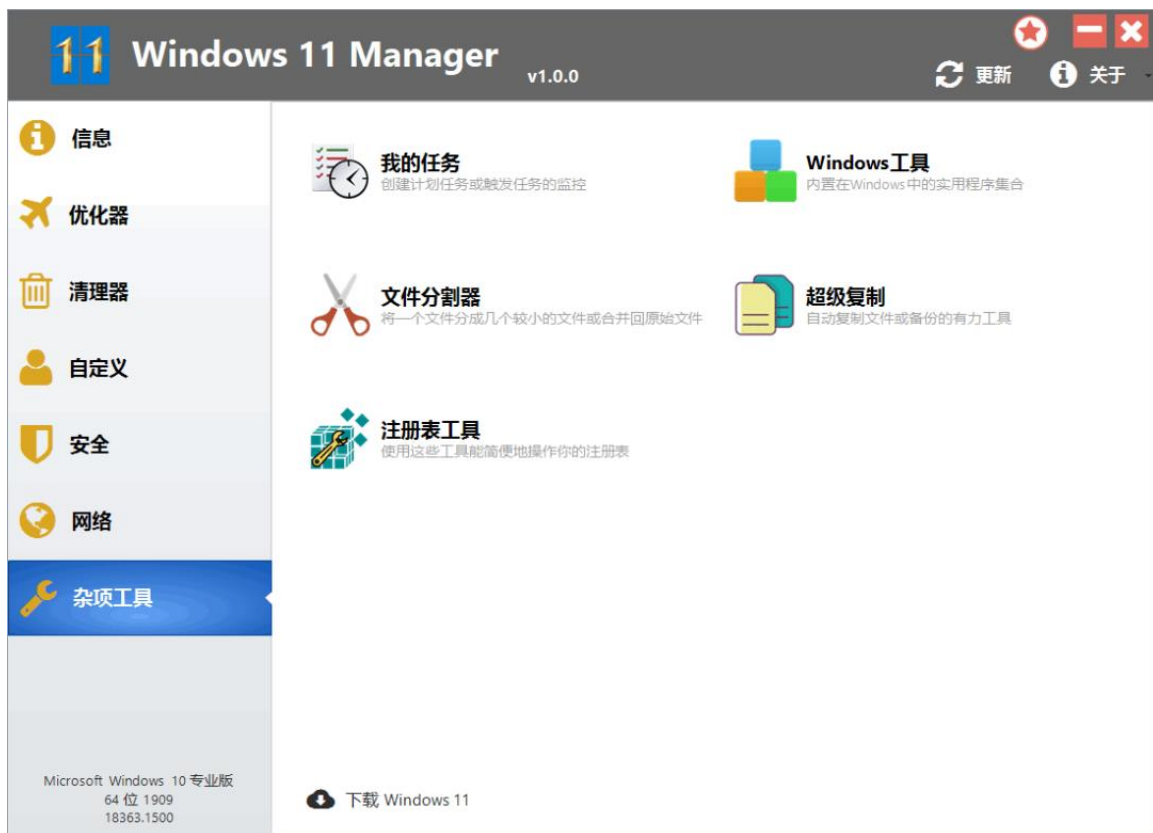 11 Windows 11 Manager v1.0.0
更新 关于
信息
优化器
清理器
自定义
安全
网络
杂项工具
Microsoft Windows 10 专业版
64 位 1909
18363.1500
我的任务
创建计划任务或触发任务的监控
Windows工具
内置在Windows中的实用程序集合
文件分割器
将一个文件分成几个较小的文件或合并回原始文件
超级复制
自动复制文件或备份的有力工具
注册表工具
使用这些工具能简便地操作你的注册表
下载 Windows 11